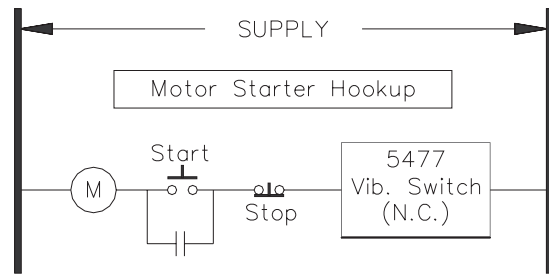 SUPPLY
Motor Starter Hookup
Start
M
Stop
5477
Vib. Switch
(N.C.)